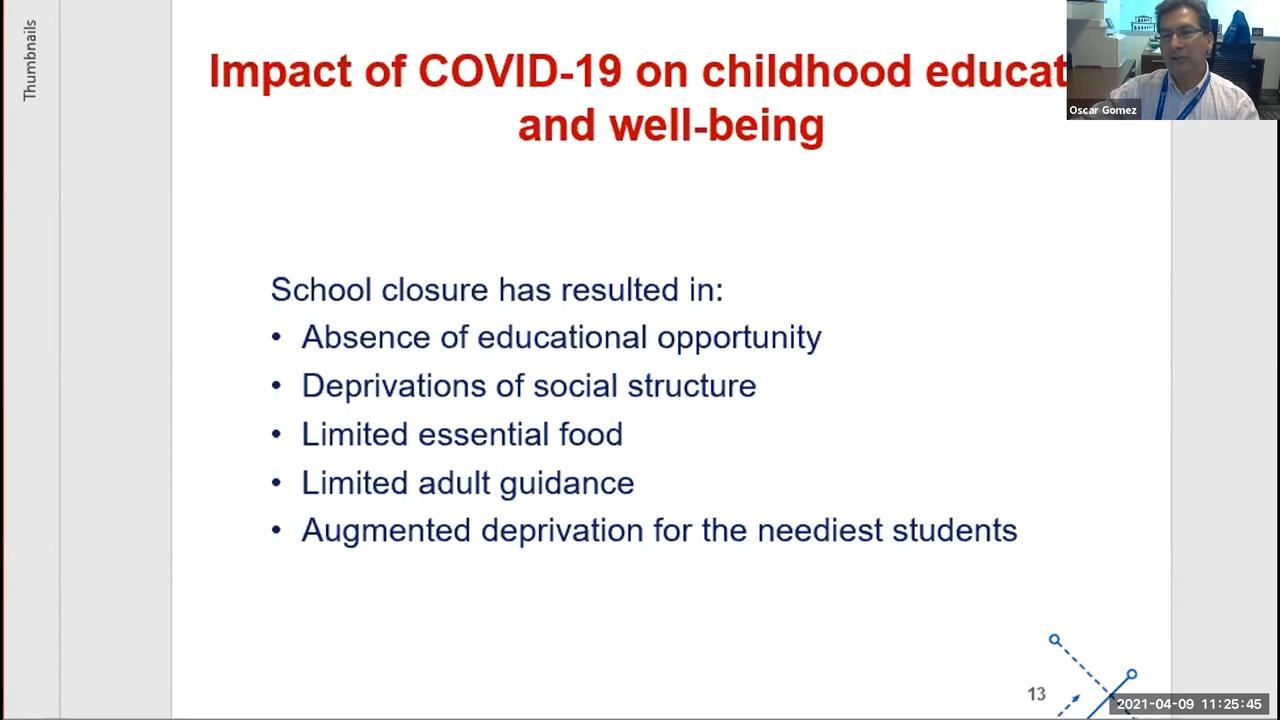 Thumbnails
Impact of COVID-19 on childhood educat
and well-being
Oscar Gomez
School closure has resulted in:
• Absence of educational opportunity
• Deprivations of social structure
• Limited essential food
• Limited adult guidance
• Augmented deprivation for the neediest students
13
2021-04-09 11:25:45